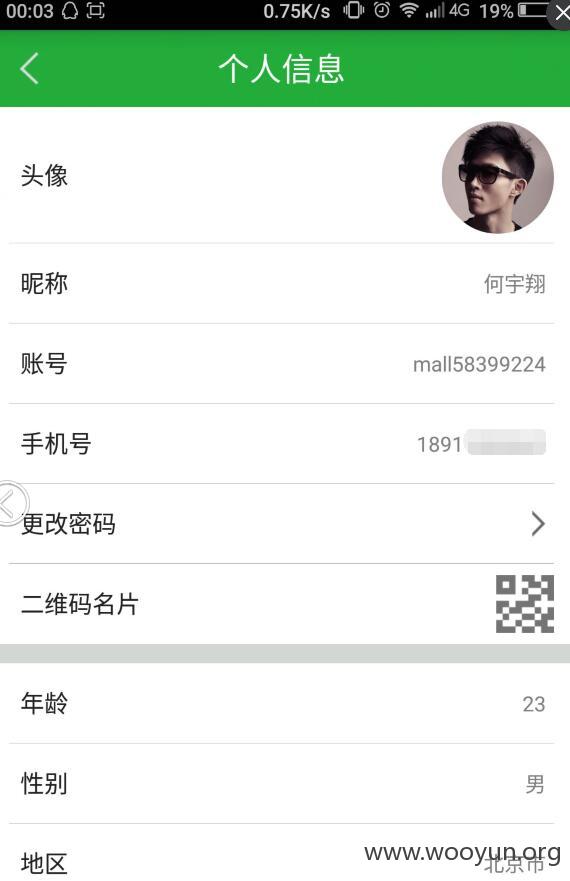 00:03 0.75K/s 4G 19%
个人信息
头像
昵称 何宇翔
账号 mall58399224
手机号 1891
更改密码
二维码名片
年龄 23
性别 男
地区 北京市
www.wooyun.org